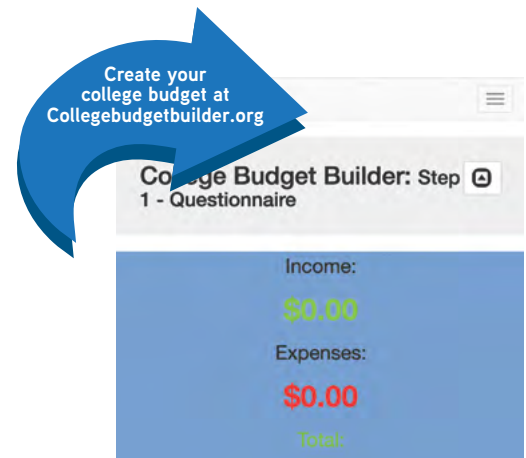 Create your
college budget at
Collegebudgetbuilder.org
College Budget Builder: Step
1 - Questionnaire
Income:
$0.00
Expenses:
$0.00
Total: